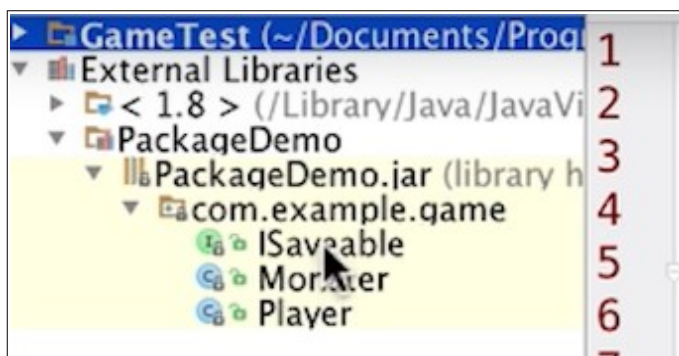 GameTest (~/Documents/Progr
External Libraries
< 1.8 > (/Library/Java/JavaVi
PackageDemo
PackageDemo.jar (library h
com.example.game
ISaveable
Monster
Player
1
2
3
4
5
6